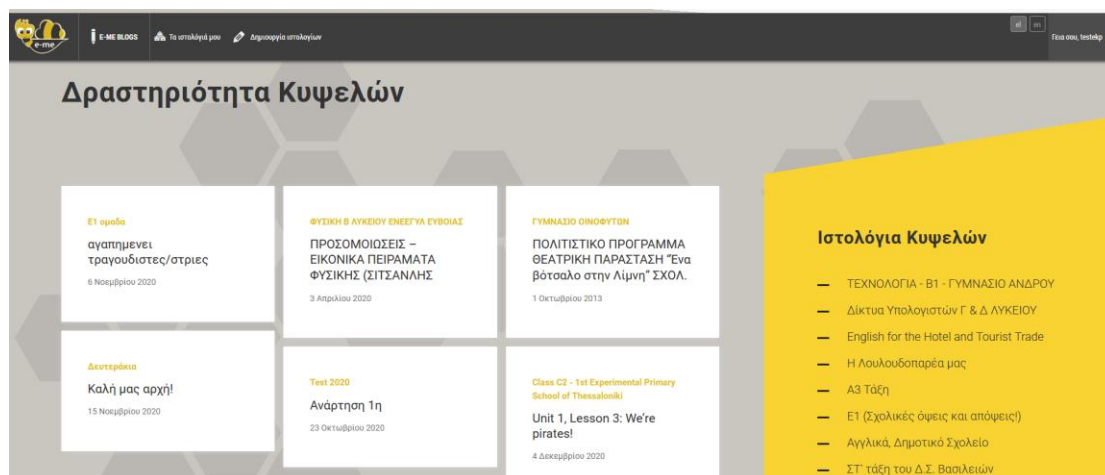 e-me
E-ME BLOGS
Τα ιστολόγιά μου
Δημιουργία ιστολογίων
el
en
Γεια σου, testekp
Δραστηριότητα Κυψελών
Ε1 ομαδα
αγαπημενει
τραγουδιστες/στριες
6 Νοεμβρίου 2020
ΦΥΣΙΚΗ Β ΛΥΚΕΙΟΥ ΕΝΕΕΓΥΛ ΕΥΒΟΙΑΣ
ΠΡΟΣΟΜΟΙΩΣΕΙΣ –
ΕΙΚΟΝΙΚΑ ΠΕΙΡΑΜΑΤΑ
ΦΥΣΙΚΗΣ (ΣΙΤΣΑΝΛΗΣ
3 Απριλίου 2020
ΓΥΜΝΑΣΙΟ ΟΙΝΟΦΥΤΩΝ
ΠΟΛΙΤΙΣΤΙΚΟ ΠΡΟΓΡΑΜΜΑ
ΘΕΑΤΡΙΚΗ ΠΑΡΑΣΤΑΣΗ “Ένα
βότσαλο στην Λίμνη” ΣΧΟΛ.
1 Οκτωβρίου 2013
Δευτεράκια
Καλή μας αρχή!
15 Νοεμβρίου 2020
Test 2020
Ανάρτηση 1η
23 Οκτωβρίου 2020
Class C2 - 1st Experimental Primary
School of Thessaloniki
Unit 1, Lesson 3: We’re
pirates!
4 Δεκεμβρίου 2020
Ιστολόγια Κυψελών
ΤΕΧΝΟΛΟΓΙΑ - Β1 - ΓΥΜΝΑΣΙΟ ΑΝΔΡΟΥ
Δίκτυα Υπολογιστών Γ & Δ ΛΥΚΕΙΟΥ
English for the Hotel and Tourist Trade
Η Λουλουδοπαρέα μας
Α3 Τάξη
Ε1 (Σχολικές όψεις και απόψεις!)
Αγγλικά, Δημοτικό Σχολείο
ΣΤ' τάξη του Δ.Σ. Βασιλειών